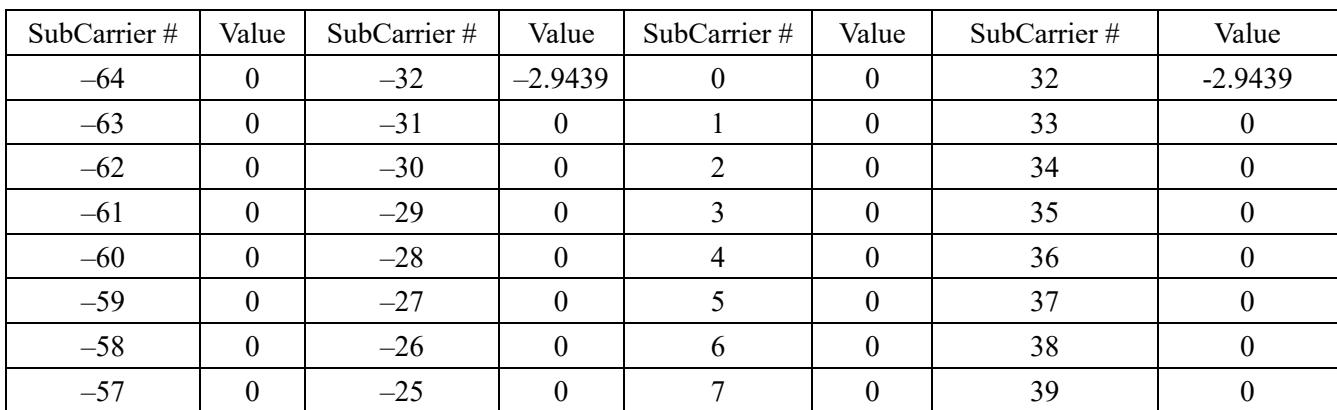 SubCarrier # Value SubCarrier # Value SubCarrier # Value SubCarrier # Value
–64 0 –32 –2.9439 0 0 32 -2.9439
–63 0 –31 0 1 0 33 0
–62 0 –30 0 2 0 34 0
–61 0 –29 0 3 0 35 0
–60 0 –28 0 4 0 36 0
–59 0 –27 0 5 0 37 0
–58 0 –26 0 6 0 38 0
–57 0 –25 0 7 0 39 0